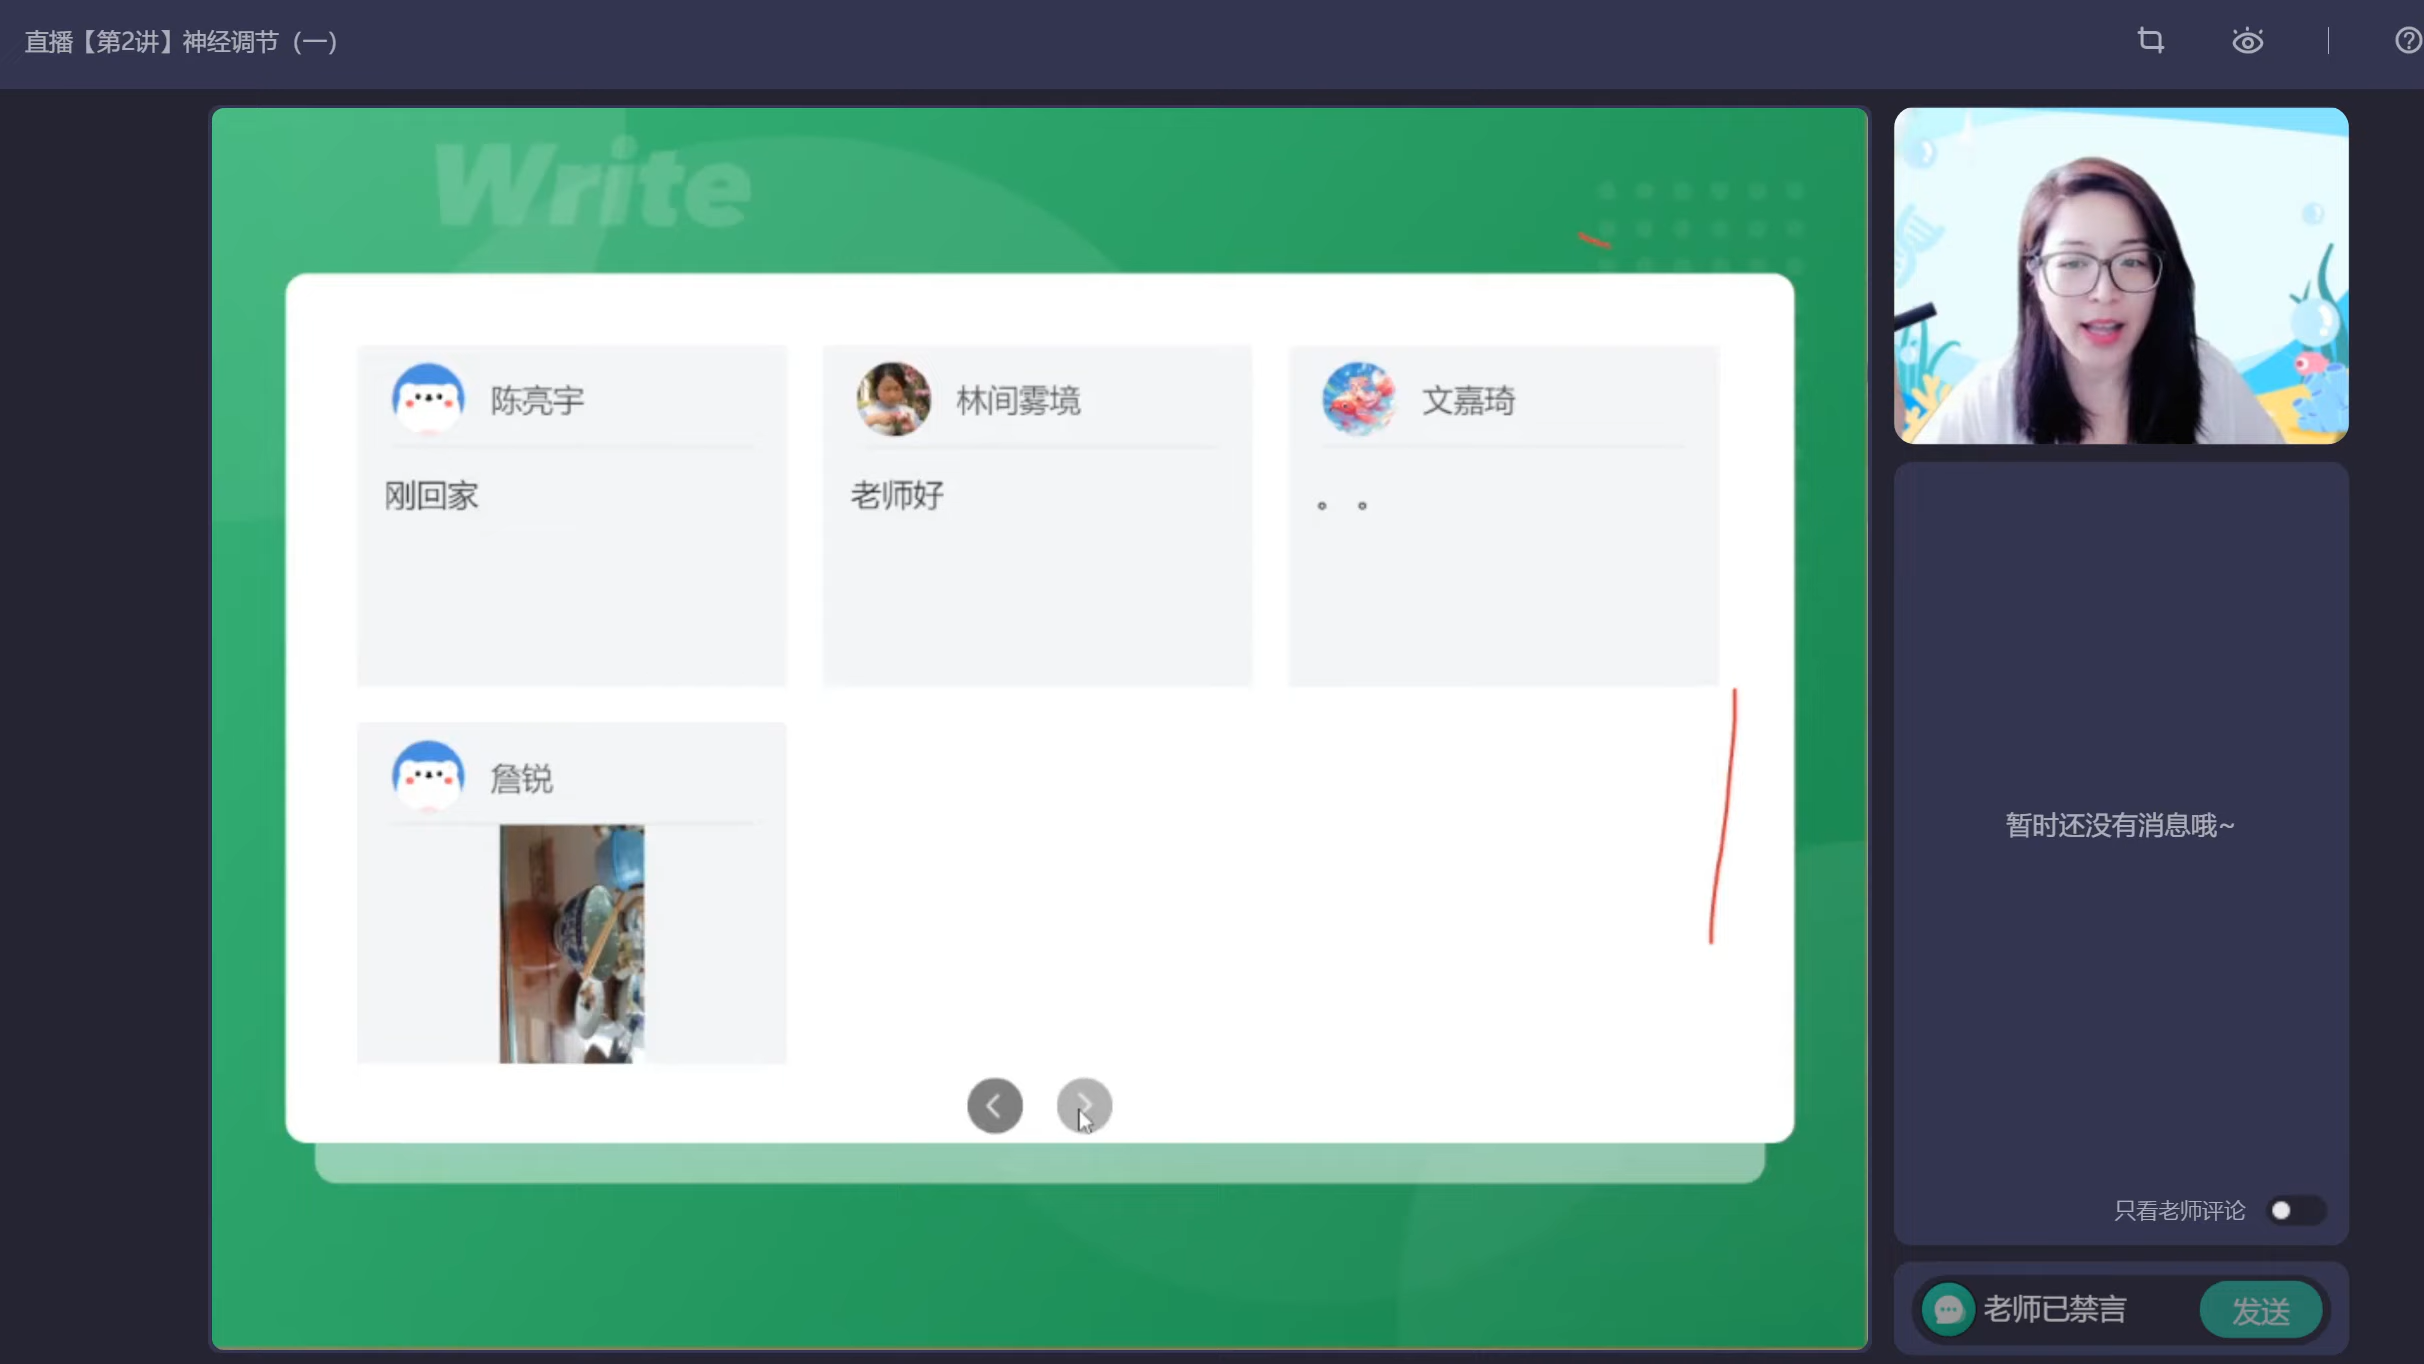 直播【第2讲】神经调节（一）
Write
陈亮宇
刚回家
林间雾境
老师好
文嘉琦
。。
詹锐
暂时还没有消息哦~
只看老师评论
老师已禁言
发送